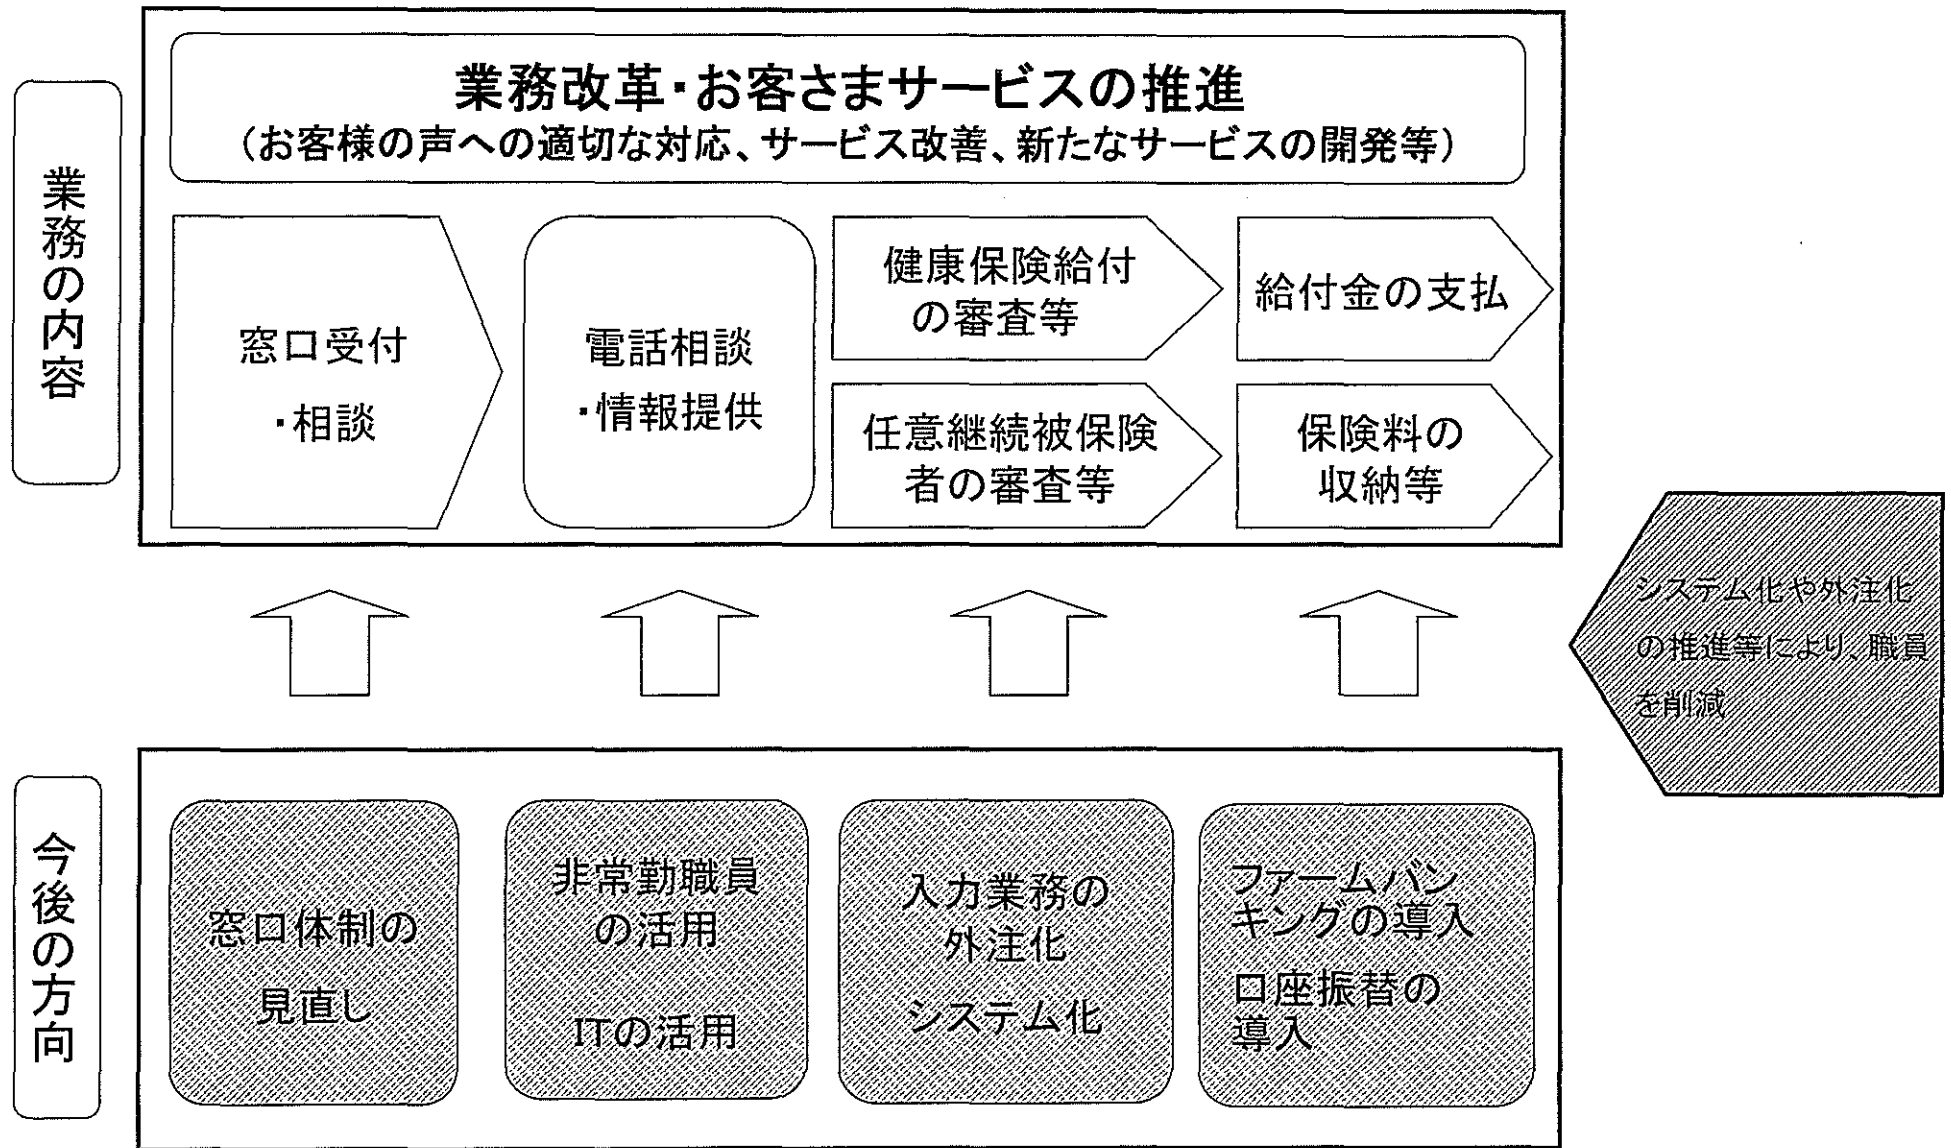 業務の内容
業務改革・お客さまサービスの推進
（お客様の声への適切な対応、サービス改善、新たなサービスの開発等）
窓口受付
・相談
電話相談
・情報提供
健康保険給付
の審査等
給付金の支払
任意継続被保険
者の審査等
保険料の
収納等
システム化や外注化
の推進等により、職員
を削減
今後の方向
窓口体制の
見直し
非常勤職員
の活用
ITの活用
入力業務の
外注化
システム化
ファームバン
キングの導入
口座振替の
導入